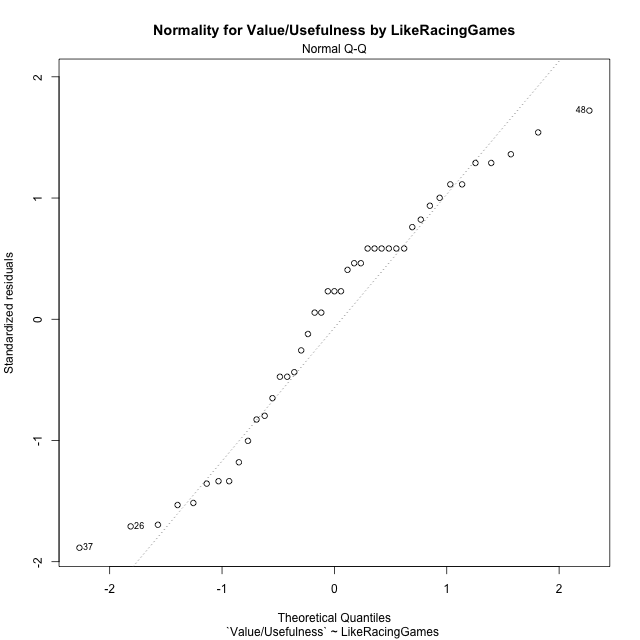 Normality for Value/Usefulness by LikeRacingGames
Normal Q-Q
2
1
0
-1
-2
Standardized residuals
48
26
37
-2
-1
0
1
2
Theoretical Quantiles
`Value/Usefulness` ~ LikeRacingGames